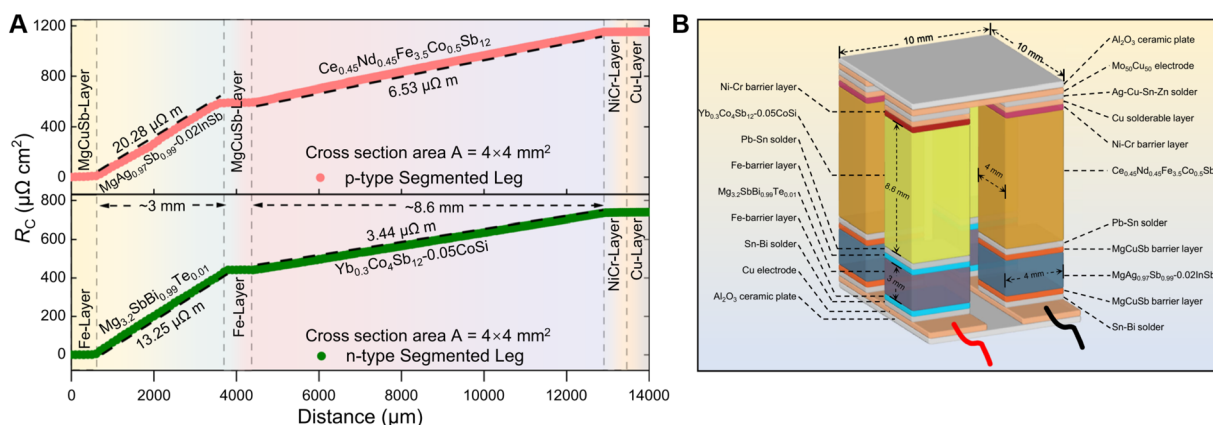 A
R_C (μΩ cm²)
1200
800
400
0
MgCuSb-Layer
20.28 μΩ m
MgAg₀.₉₇Sb₀.₉₉-0.02InSb
MgCuSb-Layer
Ce₀.₄₅Nd₀.₄₅Fe₃.₅Co₀.₅Sb₁₂
6.53 μΩ m
NiCr-Layer
Cu-Layer
Cross section area A = 4×4 mm²
p-type Segmented Leg
800
600
400
200
0
~3 mm
~8.6 mm
Fe-Layer
Mg₃.₂SbBi₀.₉₉Te₀.₀₁
13.25 μΩ m
Fe-Layer
3.44 μΩ m
Yb₀.₃Co₄Sb₁₂-0.05CoSi
NiCr-Layer
Cu-Layer
Cross section area A = 4×4 mm²
n-type Segmented Leg
0 2000 4000 6000 8000 10000 12000 14000
Distance (μm)
B
10 mm
10 mm
Ni-Cr barrier layer
Yb₀.₃Co₄Sb₁₂-0.05CoSi
Pb-Sn solder
Fe-barrier layer
Mg₃.₂SbBi₀.₉₉Te₀.₀₁
Fe-barrier layer
Sn-Bi solder
Cu electrode
Al₂O₃ ceramic plate
8.6 mm
3 mm
4 mm
4 mm
Al₂O₃ ceramic plate
Mo₅₀Cu₅₀ electrode
Ag-Cu-Sn-Zn solder
Cu solderable layer
Ni-Cr barrier layer
Ce₀.₄₅Nd₀.₄₅Fe₃.₅Co₀.₅Sb
Pb-Sn solder
MgCuSb barrier layer
MgAg₀.₉₇Sb₀.₉₉-0.02InSb
MgCuSb barrier layer
Sn-Bi solder